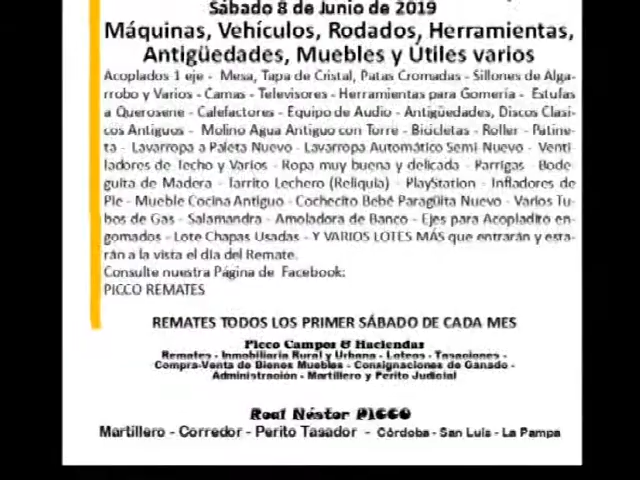 Sábado 8 de Junio de 2019
Máquinas, Vehículos, Rodados, Herramientas,
Antigüedades, Muebles y Útiles varios
Acoplados 1 eje - Mesa, Tapa de Cristal, Patas Cromadas - Sillones de Alga-
rrobo y Varios - Camas - Televisores - Herramientas para Gomería - Estufas
a Querosene - Calefactores - Equipo de Audio - Antigüedades, Discos Clasi-
cos Antiguos - Molino Agua Antiguo con Torre - Bicicletas - Roller - Patine-
ta - Lavarropa a Paleta Nuevo - Lavarropa Automático Semi-Nuevo - Venti-
ladores de Techo y Varios - Ropa muy buena y delicada - Parrigas - Bode-
guita de Madera - Tarrito Lechero (Reliquia) - PlayStation - Infladores de
Pie - Mueble Cocina Antiguo - Cochecito Bebé Paragüita Nuevo - Varios Tu-
bos de Gas - Salamandra - Amoladora de Banco - Ejes para Acopladito en-
gomados - Lote Chapas Usadas - Y VARIOS LOTES MÁS que entrarán y esta-
rán a la vista el día del Remate.
Consulte nuestra Página de Facebook:
PICCO REMATES
REMATES TODOS LOS PRIMER SÁBADO DE CADA MES
Picco Campos & Haciendas
Remates - Inmobiliaria Rural y Urbana - Loteos - Tasaciones -
Compra-Venta de Bienes Muebles - Consignaciones de Ganado -
Administración - Martillero y Perito Judicial
Raul Néstor PICCO
Martillero - Corredor - Perito Tasador - Córdoba - San Luis - La Pampa